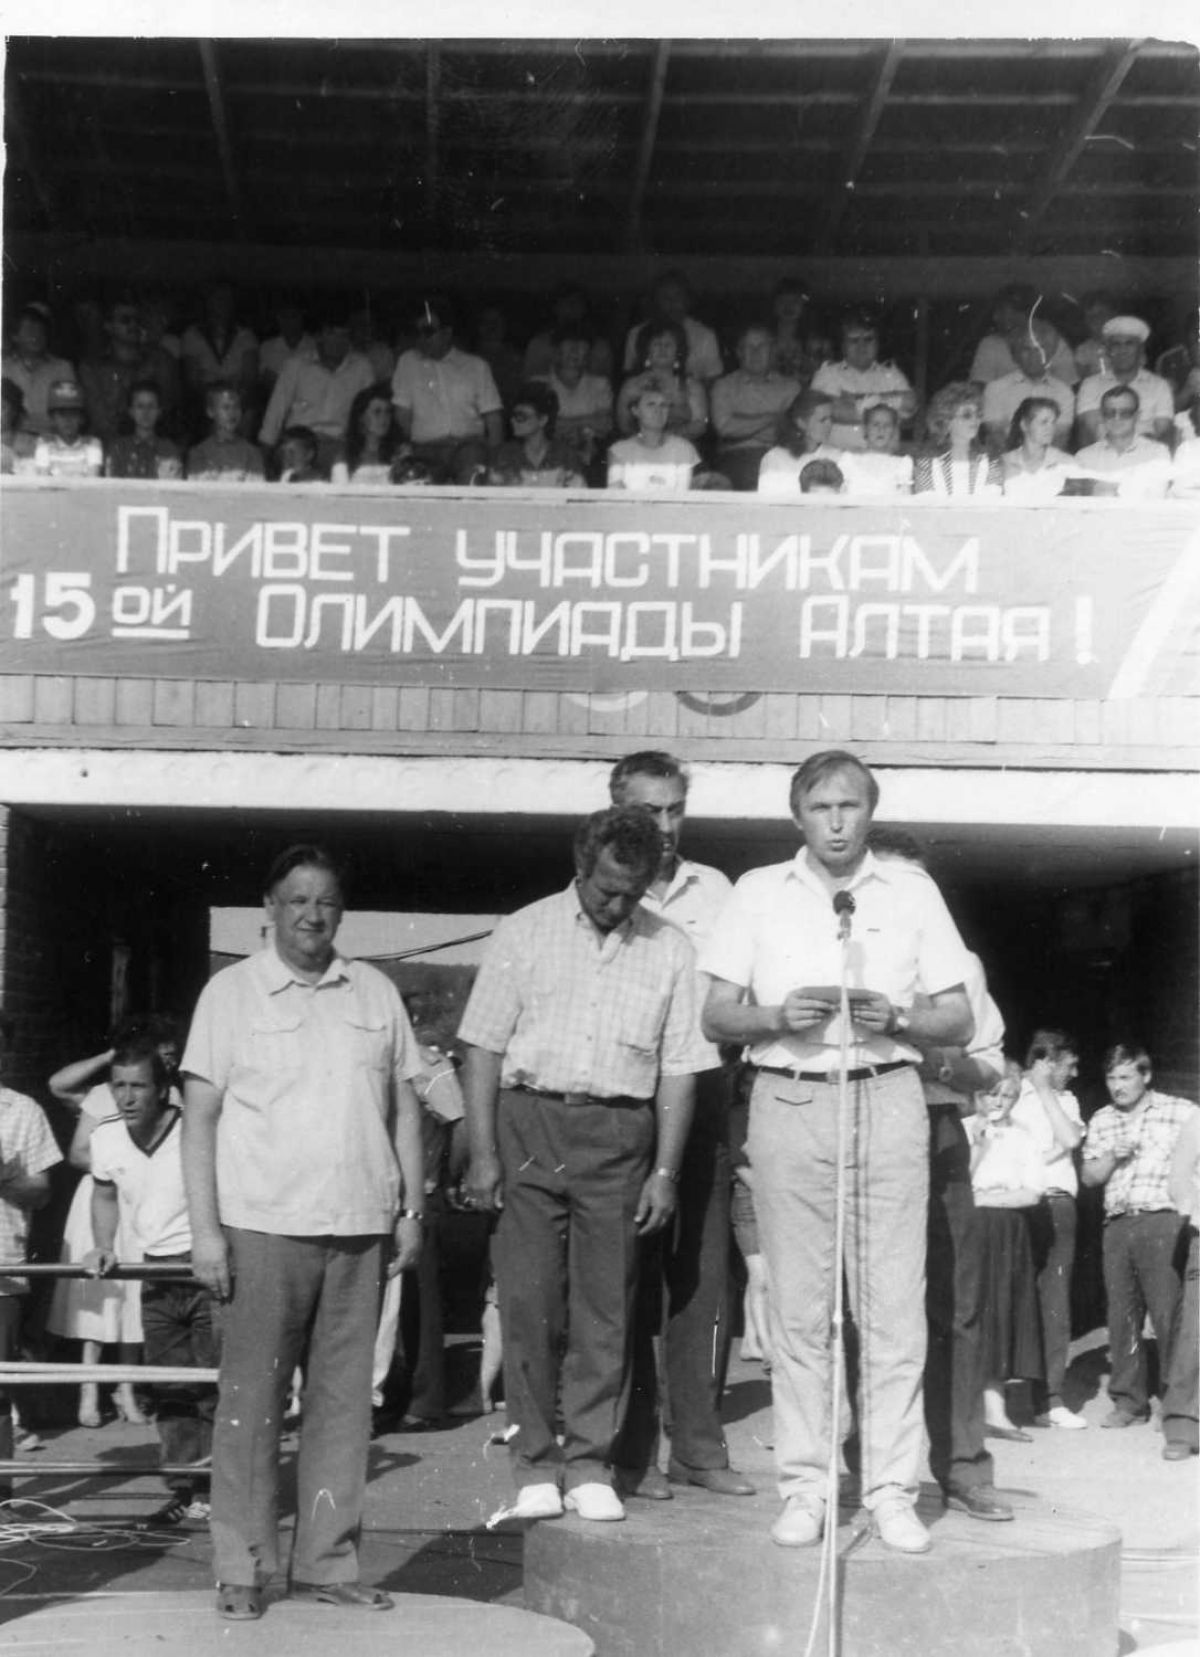 Привет участникам
15ой Олимпиады Алтая!